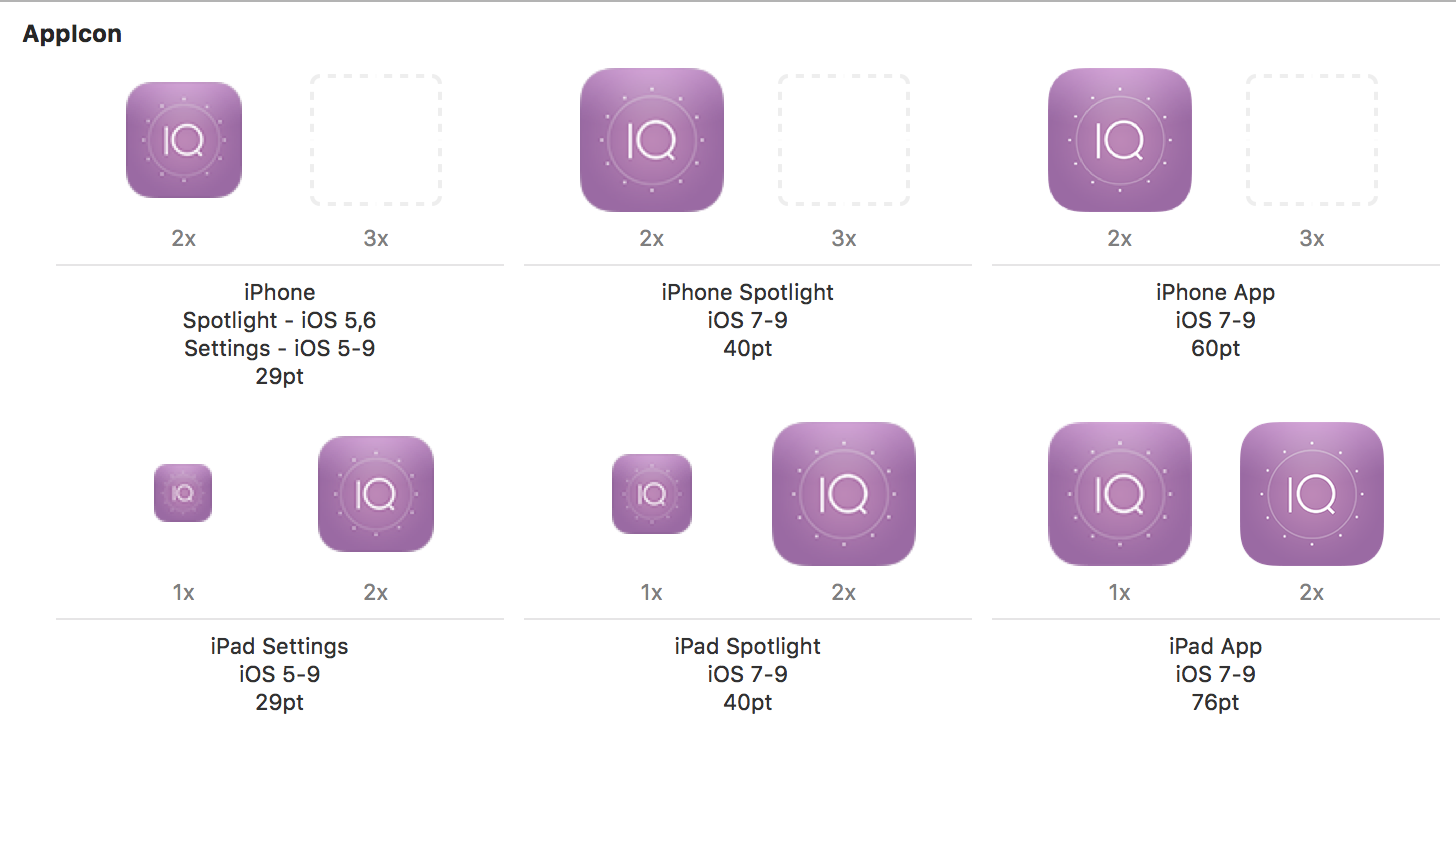 AppIcon
IQ
IQ
IQ
2x 3x 2x 3x 2x 3x
iPhone
Spotlight - iOS 5,6
Settings - iOS 5-9
29pt
iPhone Spotlight
iOS 7-9
40pt
iPhone App
iOS 7-9
60pt
IQ
IQ
IQ
IQ
IQ
IQ
1x 2x 1x 2x 1x 2x
iPad Settings
iOS 5-9
29pt
iPad Spotlight
iOS 7-9
40pt
iPad App
iOS 7-9
76pt